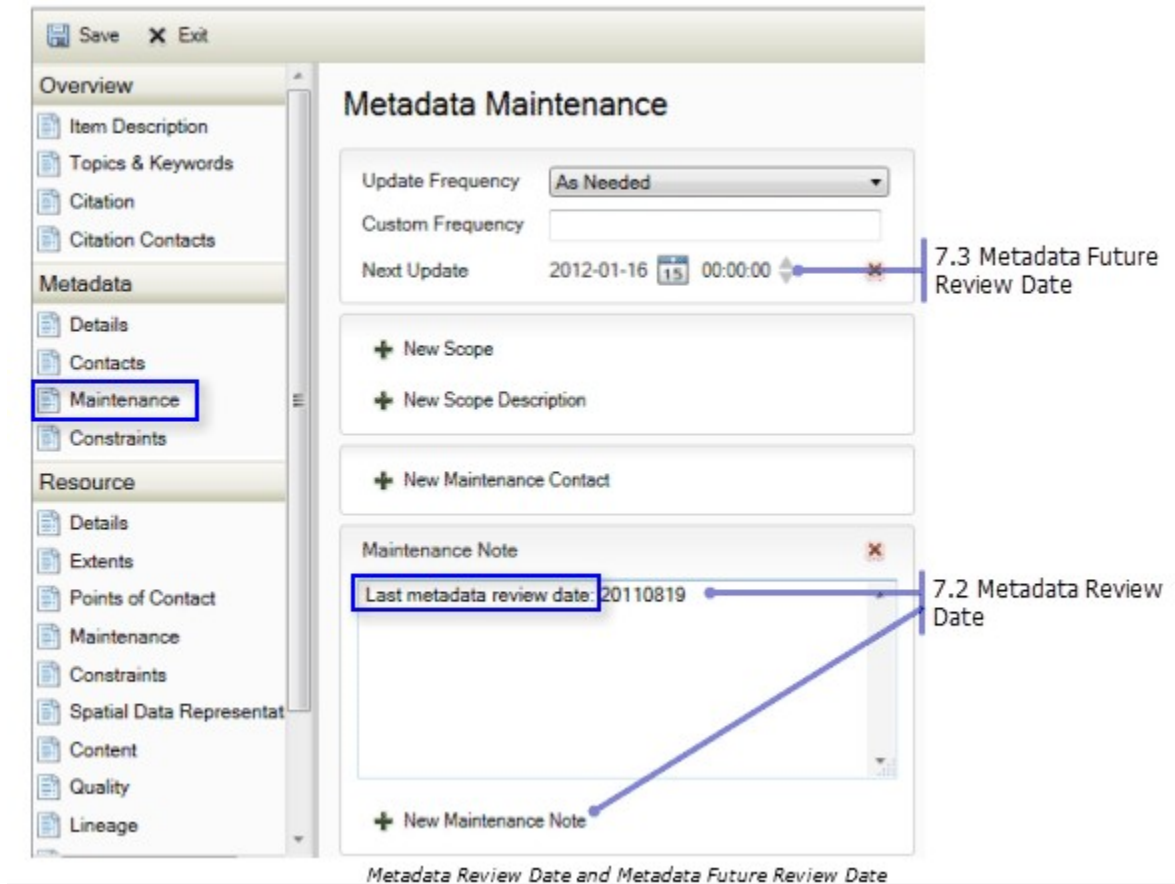 Save Exit
Overview
Item Description
Topics & Keywords
Citation
Citation Contacts
Metadata
Details
Contacts
Maintenance
Constraints
Resource
Details
Extents
Points of Contact
Maintenance
Constraints
Spatial Data Representat
Content
Quality
Lineage
Metadata Maintenance
Update Frequency As Needed
Custom Frequency
Next Update 2012-01-16 15 00:00:00
New Scope
New Scope Description
New Maintenance Contact
Maintenance Note
Last metadata review date: 20110819
New Maintenance Note
7.3 Metadata Future
Review Date
7.2 Metadata Review
Date
Metadata Review Date and Metadata Future Review Date